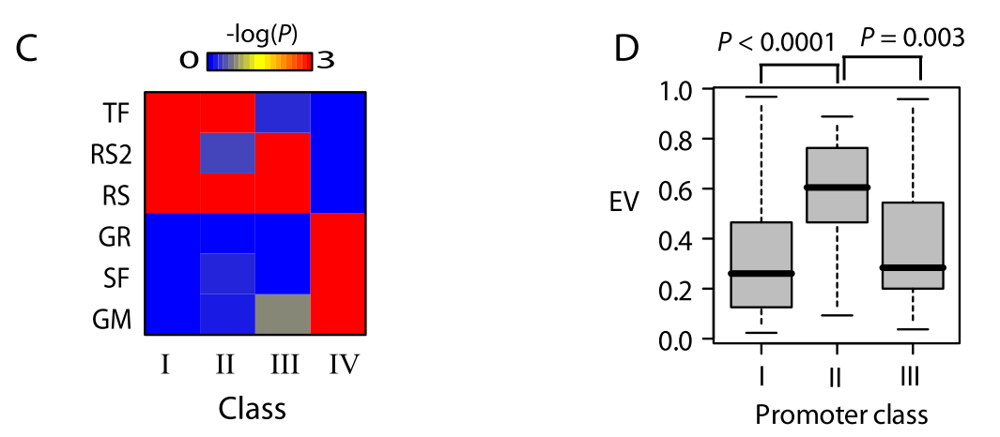 C
-log(P)
0 3
TF
RS2
RS
GR
SF
GM
I II III IV
Class
D
P < 0.0001 P = 0.003
EV
1.0
0.8
0.6
0.4
0.2
0.0
I II III
Promoter class